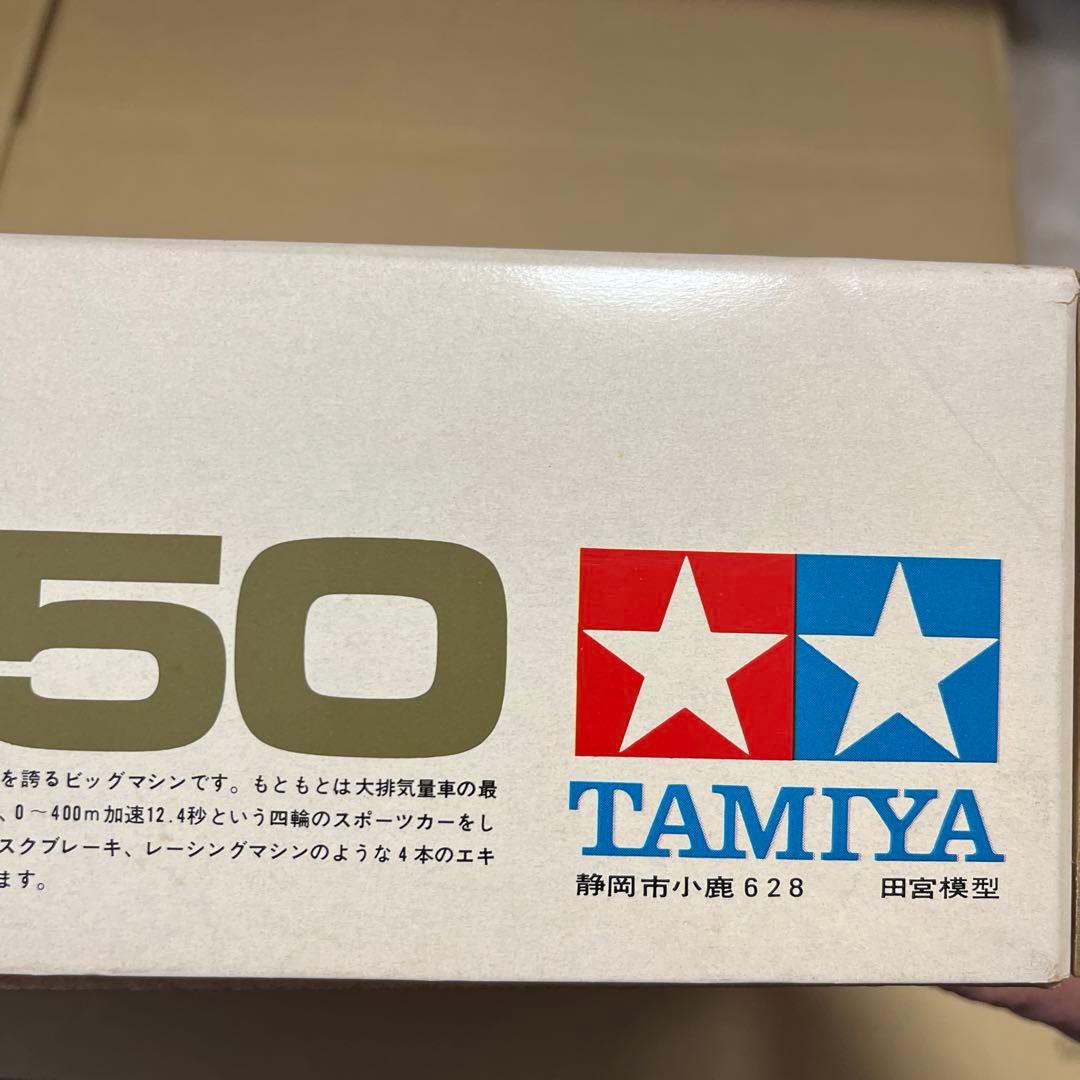 50
を誇るビッグマシンです。もともとは大排気量車の最
、0～400m加速12.4秒という四輪のスポーツカーをし
スクブレーキ、レーシングマシンのような4本のエキ
ます。
TAMIYA
静岡市小鹿628 田宮模型